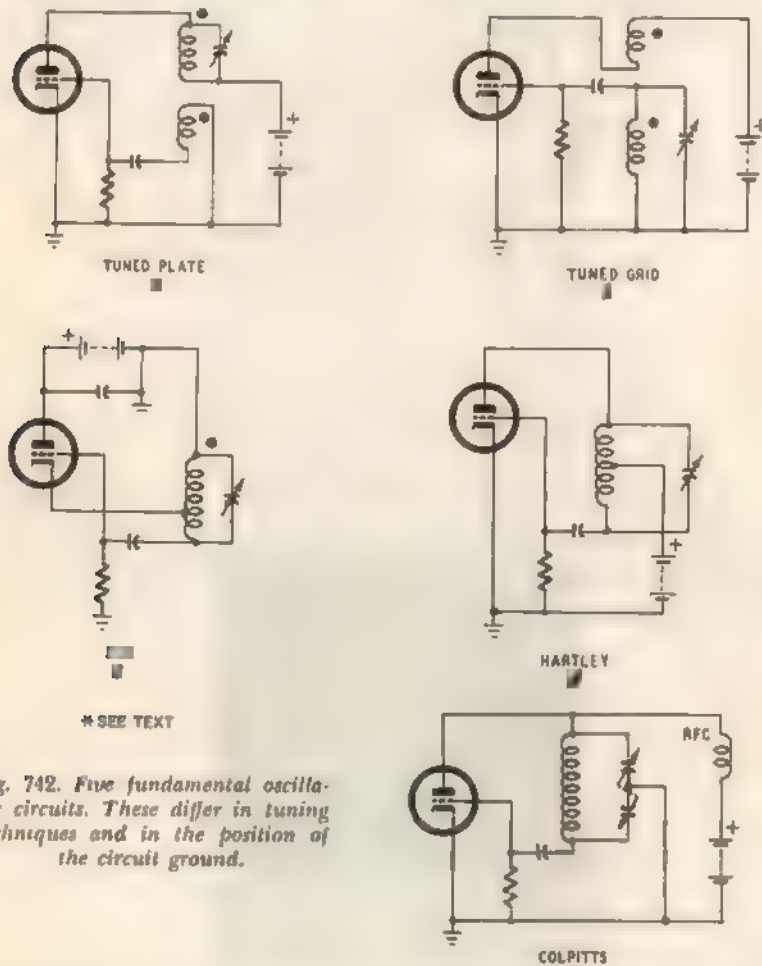 TUNED PLATE
TUNED GRID
HARTLEY
* SEE TEXT
g. 742. Five fundamental oscilla-
circuits. These differ in tuning
chniques and in the position of
the circuit ground.
RFC
COLPITTS